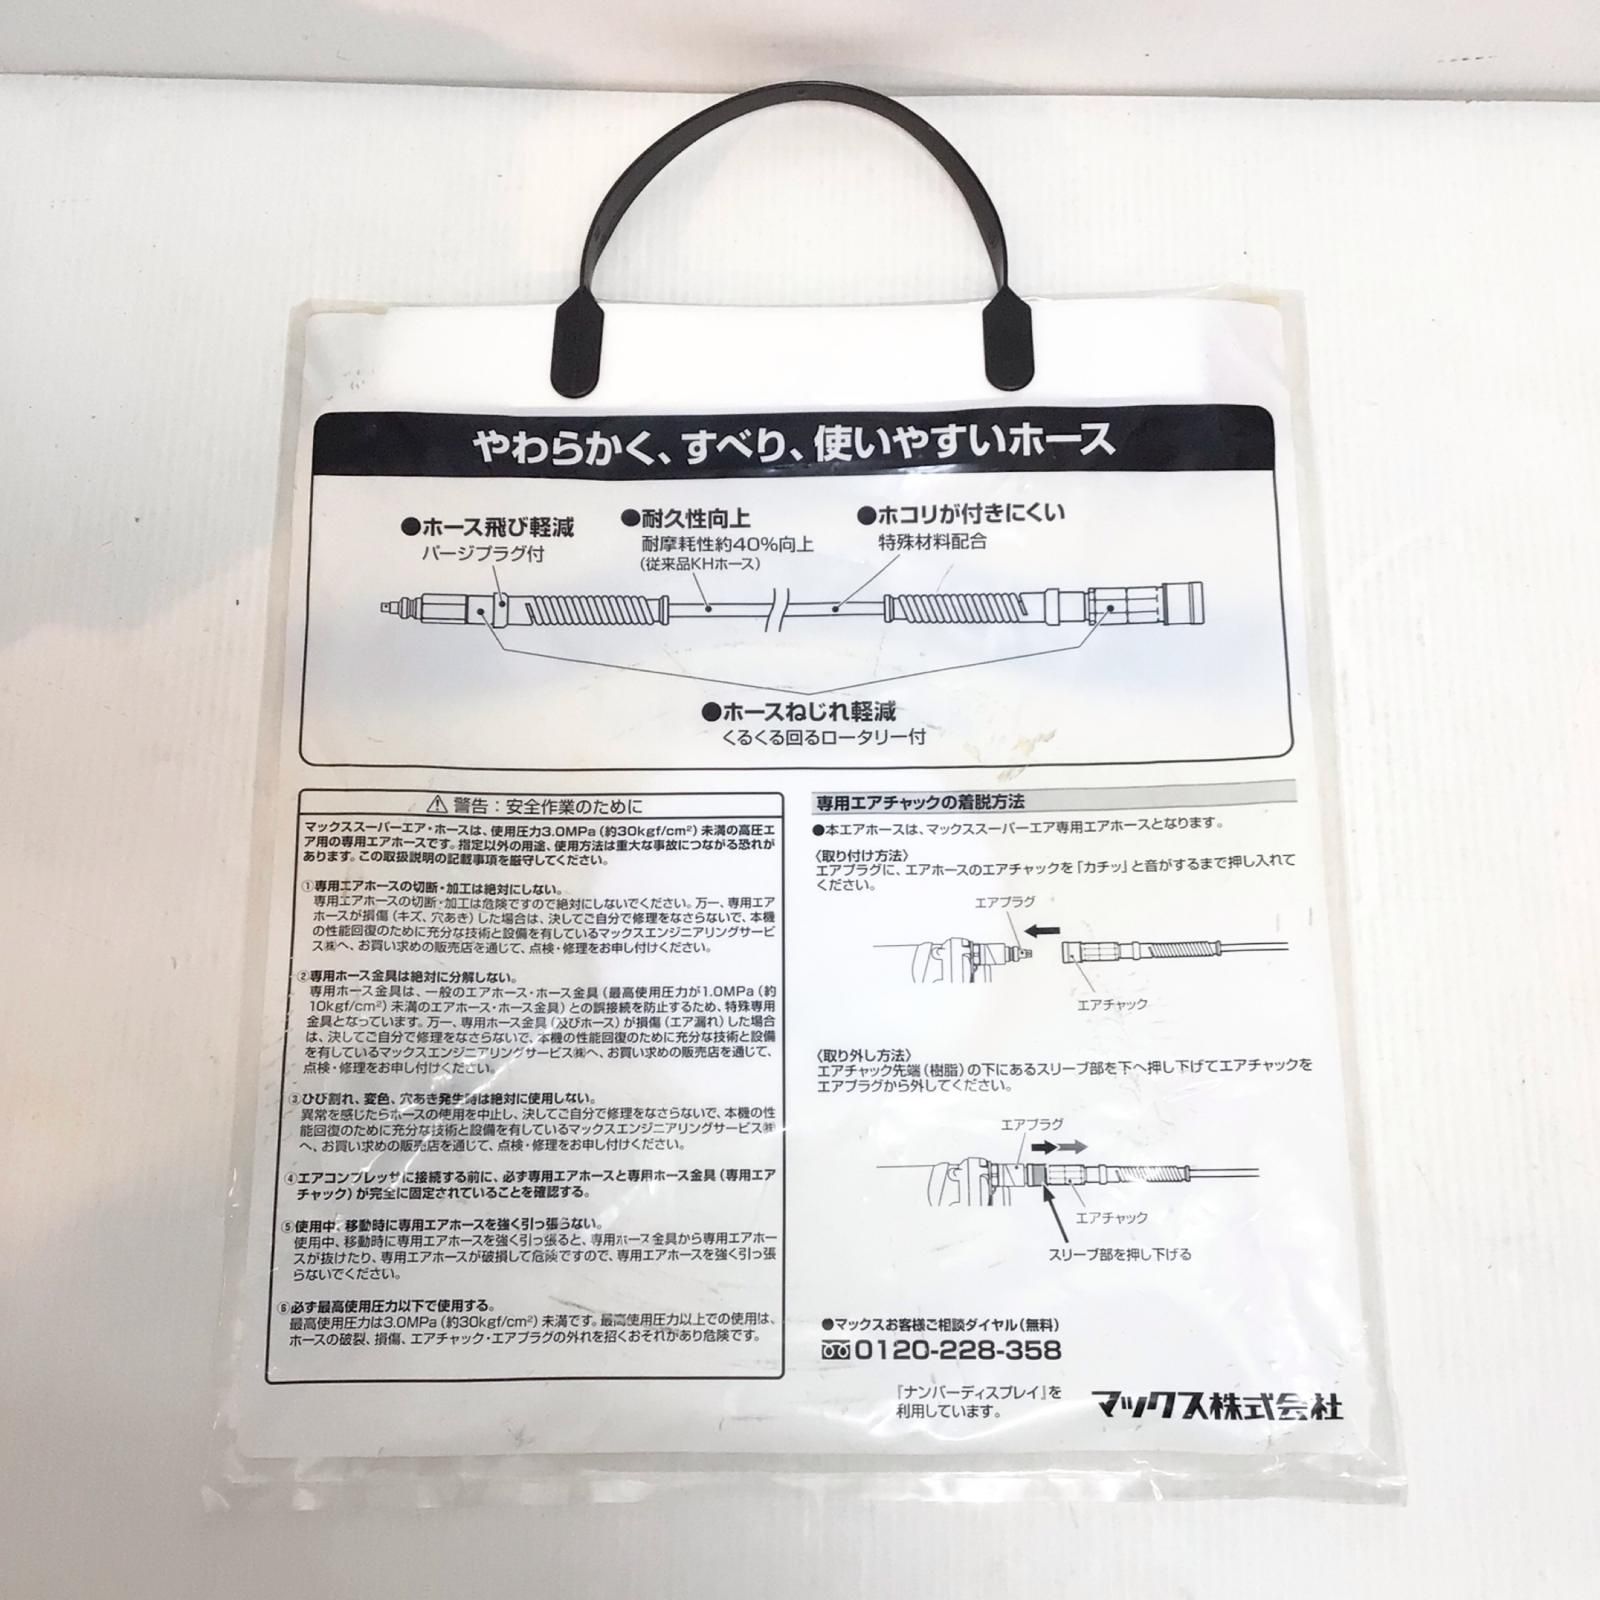 やわらかく、すべり、使いやすいホース
●ホース飛び軽減
パージプラグ付
●耐久性向上
耐摩耗性約40%向上
(従来品KHホース)
●ホコリが付きにくい
特殊材料配合
●ホースねじれ軽減
くるくる回るロータリー付
⚠警告:安全作業のために
マックススーパーエア・ホースは、使用圧力3.0MPa(約30kgf/cm²)未満の高圧エ
ア用の専用エアホースです。指定以外の用途、使用方法は重大な事故につながる恐れが
あります。この取扱説明の記載事項を厳守してください。
①専用エアホースの切断・加工は絶対にしない。
専用エアホースの切断・加工は危険ですので絶対にしないでください。万一、専用エア
ホースが損傷(キズ、穴あき)した場合は、決してご自分で修理をなさらないで、本機
の性能回復のために充分な技術と設備を有しているマックスエンジニアリングサービ
ス㈱へ、お買い求めの販売店を通じて、点検・修理をお申し付けください。
②専用ホース金具は絶対に分解しない。
専用ホース金具は、一般のエアホース・ホース金具(最高使用圧力が1.0MPa(約
10kgf/cm²)未満のエアホース・ホース金具)との誤接続を防止するため、特殊専用
金具となっています。万一、専用ホース金具(及びホース)が損傷(エア漏れ)した場合
は、決してご自分で修理をなさらないで、本機の性能回復のために充分な技術と設備
を有しているマックスエンジニアリングサービス㈱へ、お買い求めの販売店を通じて、
点検・修理をお申し付けください。
③ひび割れ、変色、穴あき発生時は絶対に使用しない。
異常を感じたらホースの使用を中止し、決してご自分で修理をなさらないで、本機の性
能回復のために充分な技術と設備を有しているマックスエンジニアリングサービス㈱
へ、お買い求めの販売店を通じて、点検・修理をお申し付けください。
④エアコンプレッサに接続する前に、必ず専用エアホースと専用ホース金具(専用エア
チャック)が完全に固定されていることを確認する。
⑤使用中、移動時に専用エアホースを強く引っ張らない。
使用中、移動時に専用エアホースを強く引っ張ると、専用ホース金具から専用エアホー
スが抜けたり、専用エアホースが破損して危険ですので、専用エアホースを強く引っ張
らないでください。
⑥必ず最高使用圧力以下で使用する。
最高使用圧力は3.0MPa(約30kgf/cm²)未満です。最高使用圧力以上での使用は、
ホースの破裂、損傷、エアチャック・エアプラグの外れを招くおそれがあり危険です。
専用エアチャックの着脱方法
●本エアホースは、マックススーパーエア専用エアホースとなります。
〈取り付け方法〉
エアプラグに、エアホースのエアチャックを「カチッ」と音がするまで押し入れて
ください。
エアプラグ
エアチャック
〈取り外し方法〉
エアチャック先端(樹脂)の下にあるスリーブ部を下へ押し下げてエアチャックを
エアプラグから外してください。
エアプラグ
エアチャック
スリーブ部を押し下げる
●マックスお客様ご相談ダイヤル(無料)
0120-228-358
『ナンバーディスプレイ』を
利用しています。
マックス株式会社